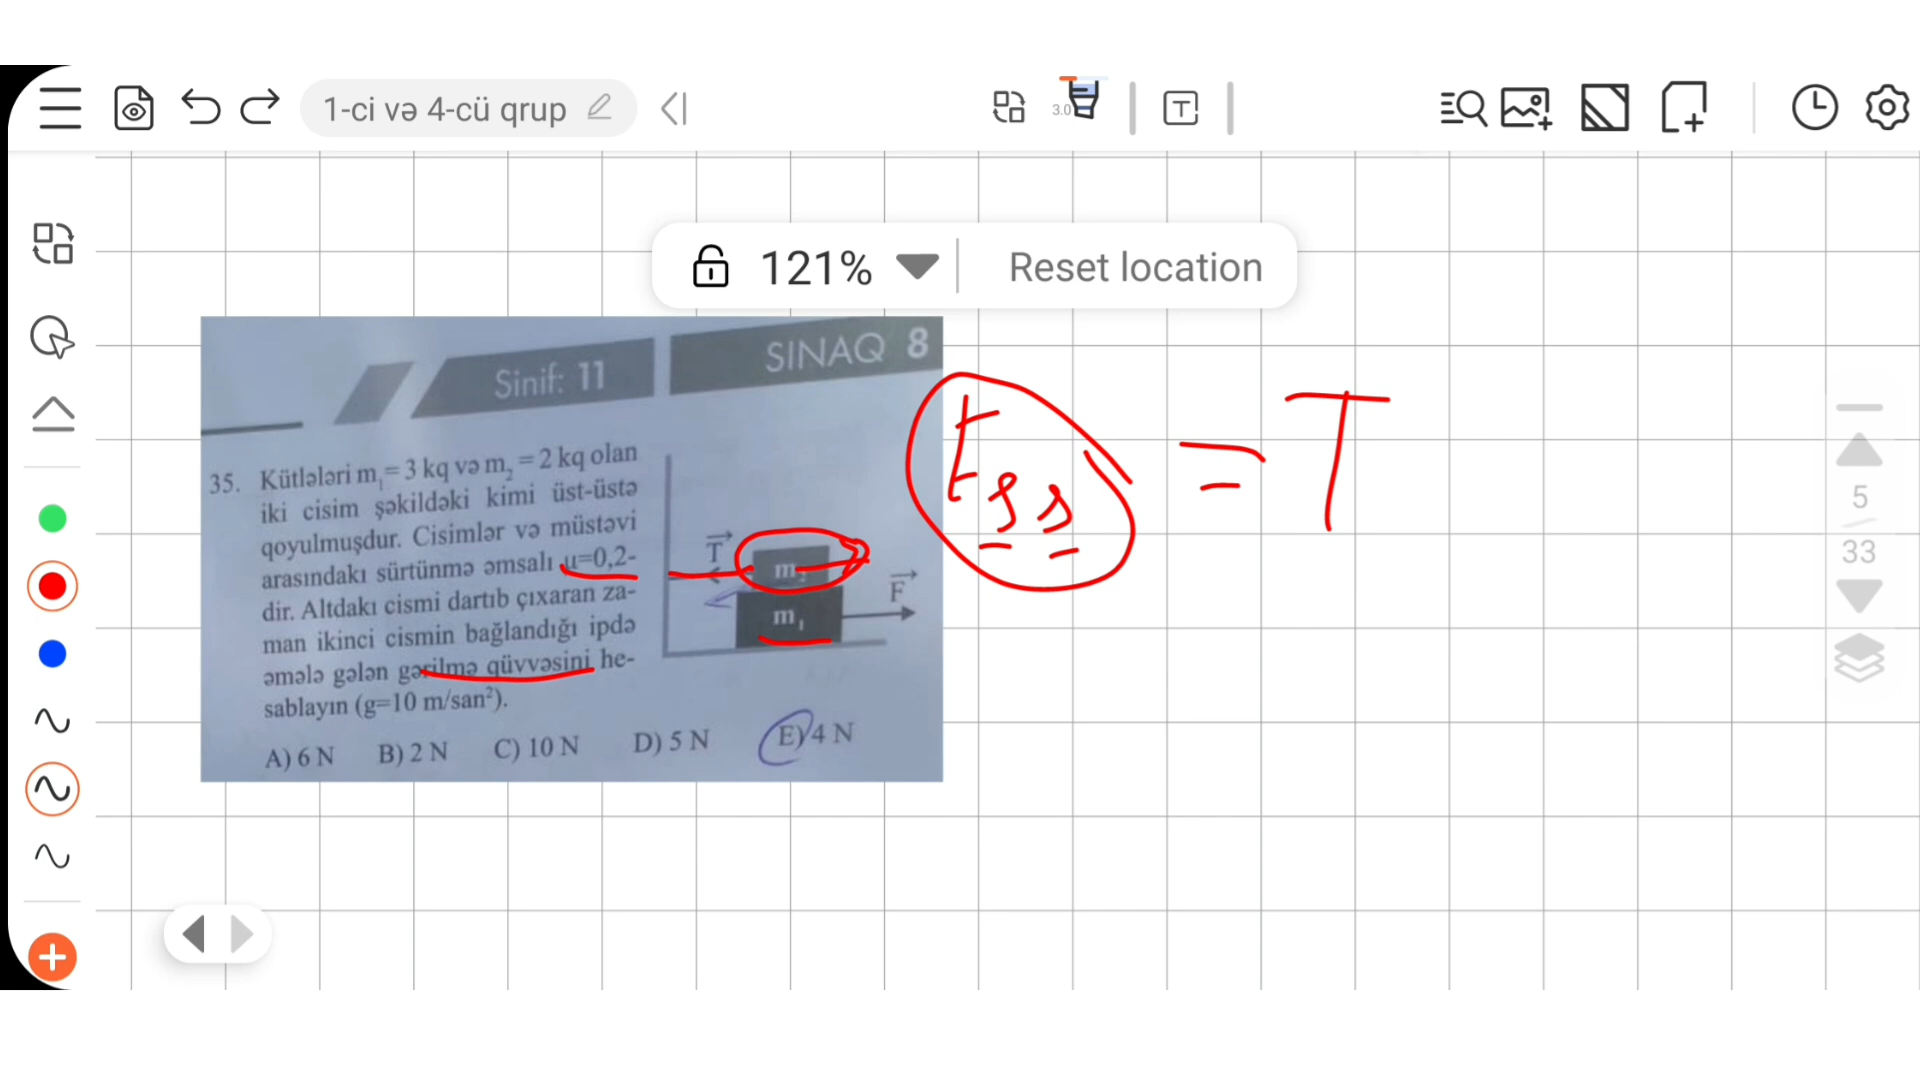 1-ci və 4-cü qrup
3.0
T
121%
Reset location
Sinif: 11
SINAQ 8
35. Kütlələri m₁= 3 kq və m₂ = 2 kq olan
iki cisim şəkildəki kimi üst-üstə
qoyulmuşdur. Cisimlər və müstəvi
arasındakı sürtünmə əmsalı u=0,2-
dir. Altdakı cismi dartıb çıxaran za-
man ikinci cismin bağlandığı ipdə
əmələ gələn gərilmə qüvvəsini he-
sablayın (g=10 m/san²).
A) 6 N B) 2 N C) 10 N D) 5 N E) 4 N
T
m₂
m₁
F
= T
5
33